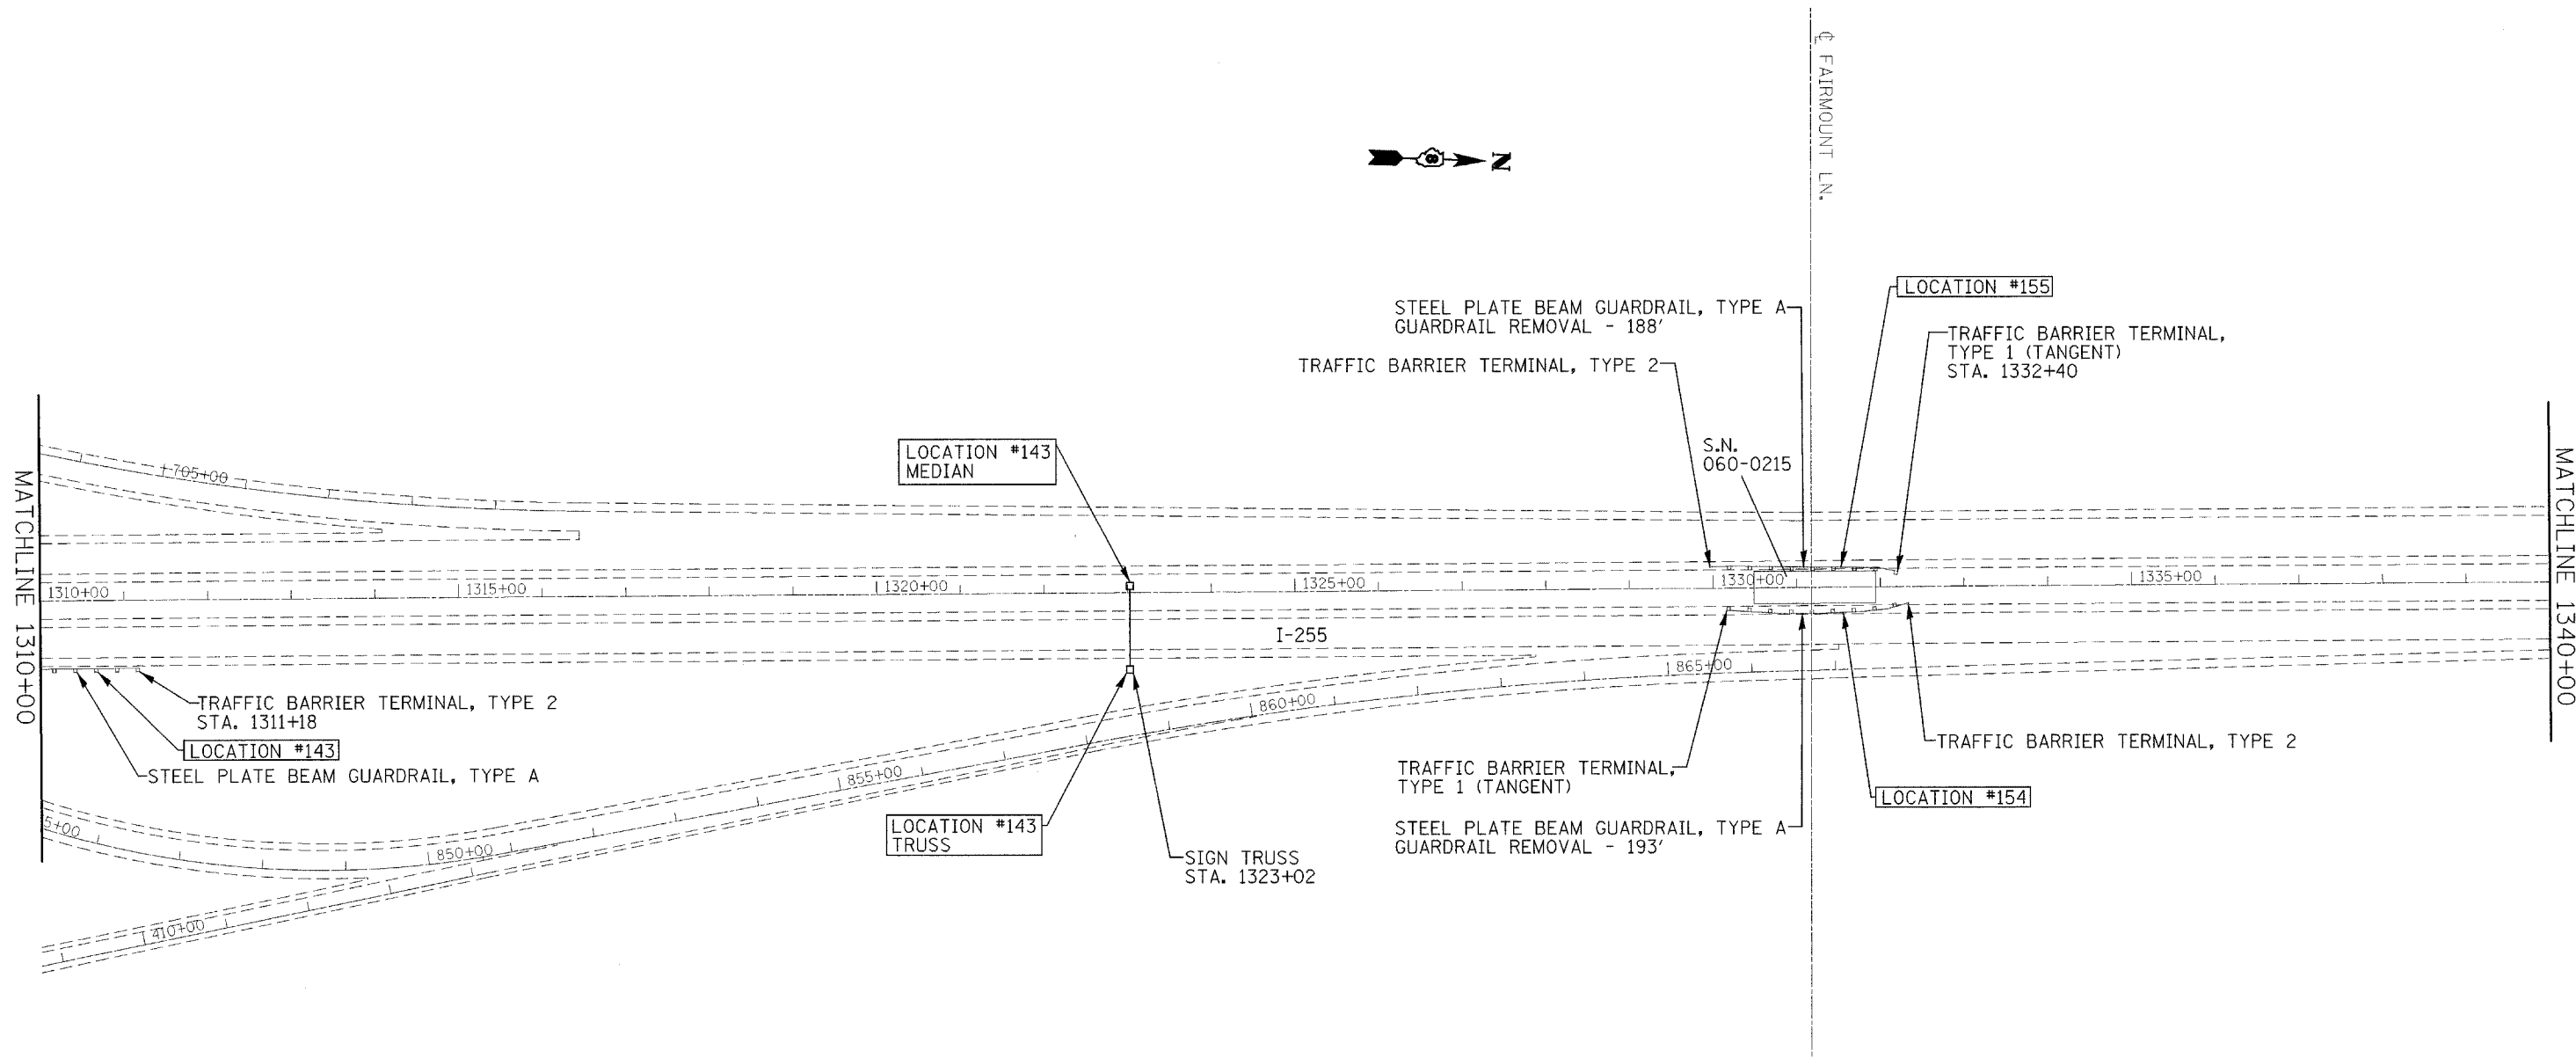 ℄ FAIRMOUNT LN.
N
LOCATION #155
STEEL PLATE BEAM GUARDRAIL, TYPE A
GUARDRAIL REMOVAL - 188'
TRAFFIC BARRIER TERMINAL,
TYPE 1 (TANGENT)
STA. 1332+40
TRAFFIC BARRIER TERMINAL, TYPE 2
S.N.
060-0215
LOCATION #143
MEDIAN
MATCHLINE 1310+00
MATCHLINE 1340+00
705+00
1310+00
1315+00
1320+00
1325+00
1330+00
1335+00
I-255
865+00
860+00
855+00
850+00
5+00
410+00
TRAFFIC BARRIER TERMINAL, TYPE 2
STA. 1311+18
LOCATION #143
STEEL PLATE BEAM GUARDRAIL, TYPE A
LOCATION #143
TRUSS
SIGN TRUSS
STA. 1323+02
TRAFFIC BARRIER TERMINAL, TYPE 2
TRAFFIC BARRIER TERMINAL,
TYPE 1 (TANGENT)
LOCATION #154
STEEL PLATE BEAM GUARDRAIL, TYPE A
GUARDRAIL REMOVAL - 193'